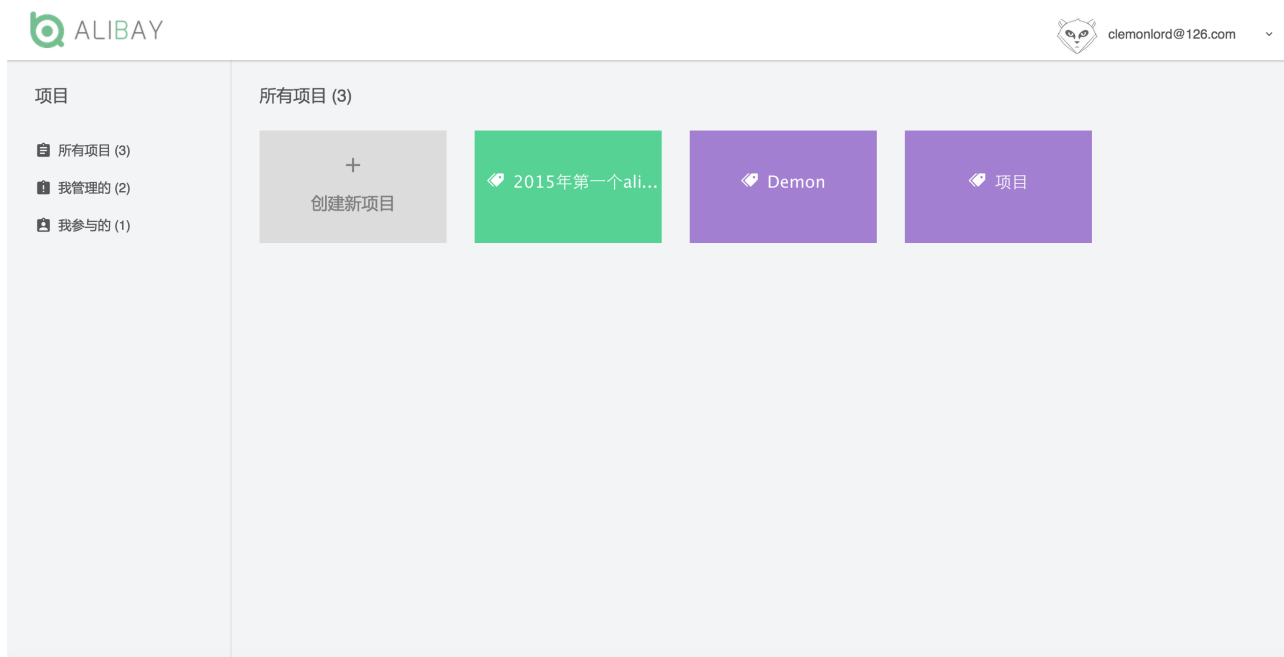 ALIBAY
clemonlord@126.com
项目
所有项目 (3)
我管理的 (2)
我参与的 (1)
所有项目 (3)
创建新项目
2015年第一个ali...
Demon
项目